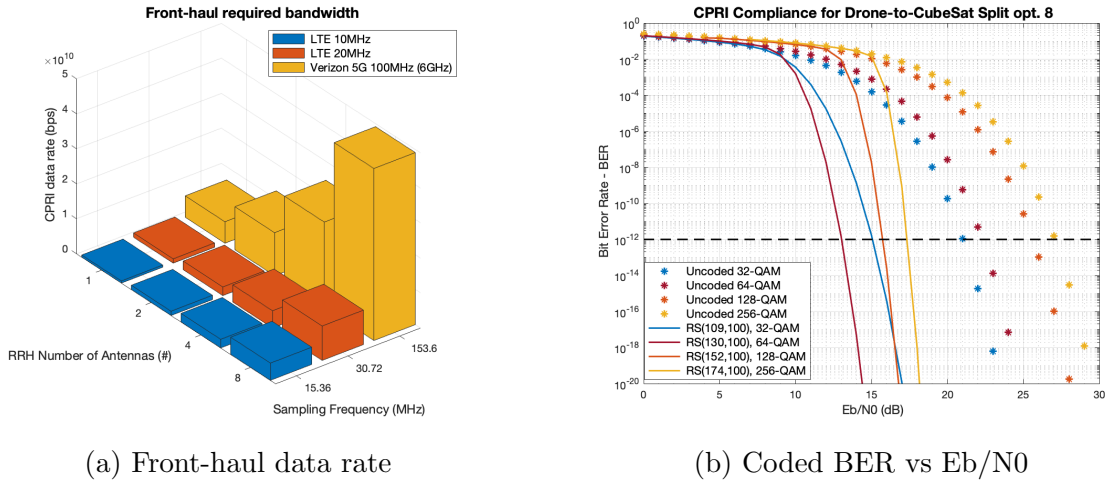 Front-haul required bandwidth
LTE 10MHz
LTE 20MHz
Verizon 5G 100MHz (6GHz)
×10^10
5
4
3
2
1
0
CPRI data rate (bps)
1
2
4
8
RRH Number of Antennas (#)
15.36
30.72
153.6
Sampling Frequency (MHz)
(a) Front-haul data rate
CPRI Compliance for Drone-to-CubeSat Split opt. 8
10^0
10^-2
10^-4
10^-6
10^-8
10^-10
10^-12
10^-14
10^-16
10^-18
10^-20
Bit Error Rate - BER
Uncoded 32-QAM
Uncoded 64-QAM
Uncoded 128-QAM
Uncoded 256-QAM
RS(109,100), 32-QAM
RS(130,100), 64-QAM
RS(152,100), 128-QAM
RS(174,100), 256-QAM
0 5 10 15 20 25 30
Eb/N0 (dB)
(b) Coded BER vs Eb/N0